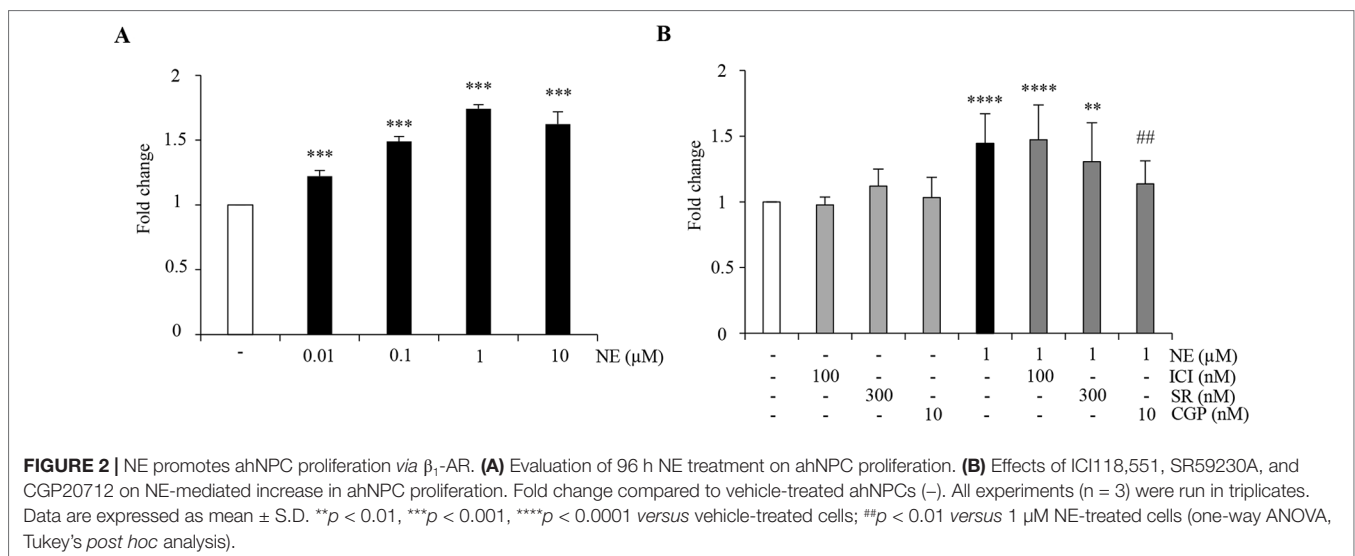 A
2
1.5
1
0.5
0
Fold change
***
***
***
***
- 0.01 0.1 1 10 NE (µM)
B
2
1.5
1
0.5
0
Fold change
****
****
**
##
- - - - 1 1 1 1 NE (µM)
- 100 - - - 100 - - ICI (nM)
- - 300 - - - 300 - SR (nM)
- - - 10 - - - 10 CGP (nM)
FIGURE 2 | NE promotes ahNPC proliferation via β₁-AR. (A) Evaluation of 96 h NE treatment on ahNPC proliferation. (B) Effects of ICI118,551, SR59230A, and
CGP20712 on NE-mediated increase in ahNPC proliferation. Fold change compared to vehicle-treated ahNPCs (–). All experiments (n = 3) were run in triplicates.
Data are expressed as mean ± S.D. **p < 0.01, ***p < 0.001, ****p < 0.0001 versus vehicle-treated cells; ##p < 0.01 versus 1 µM NE-treated cells (one-way ANOVA,
Tukey's post hoc analysis).